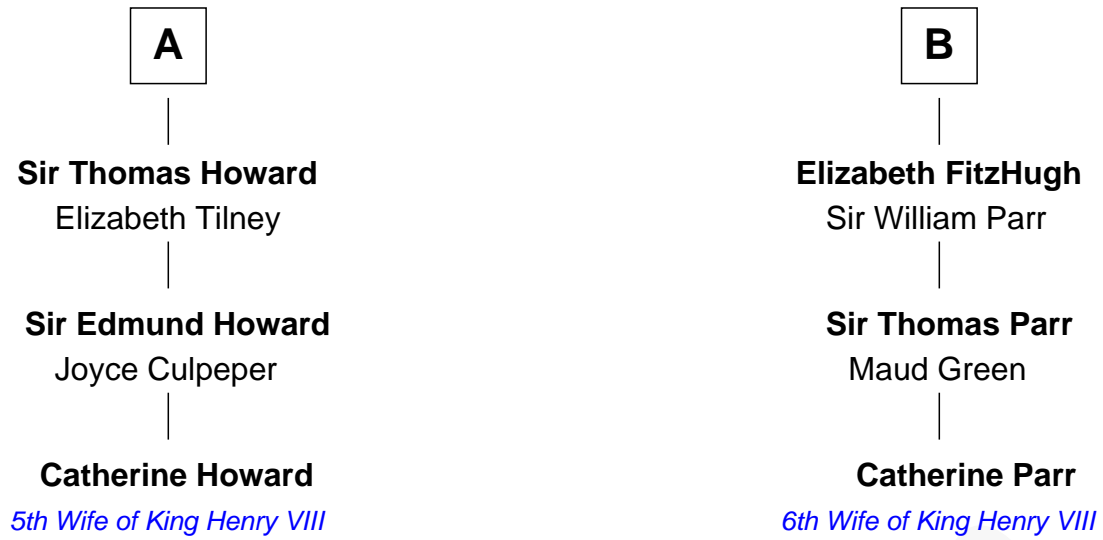 A
Sir Thomas Howard
Elizabeth Tilney
Sir Edmund Howard
Joyce Culpeper
Catherine Howard
5th Wife of King Henry VIII
B
Elizabeth FitzHugh
Sir William Parr
Sir Thomas Parr
Maud Green
Catherine Parr
6th Wife of King Henry VIII